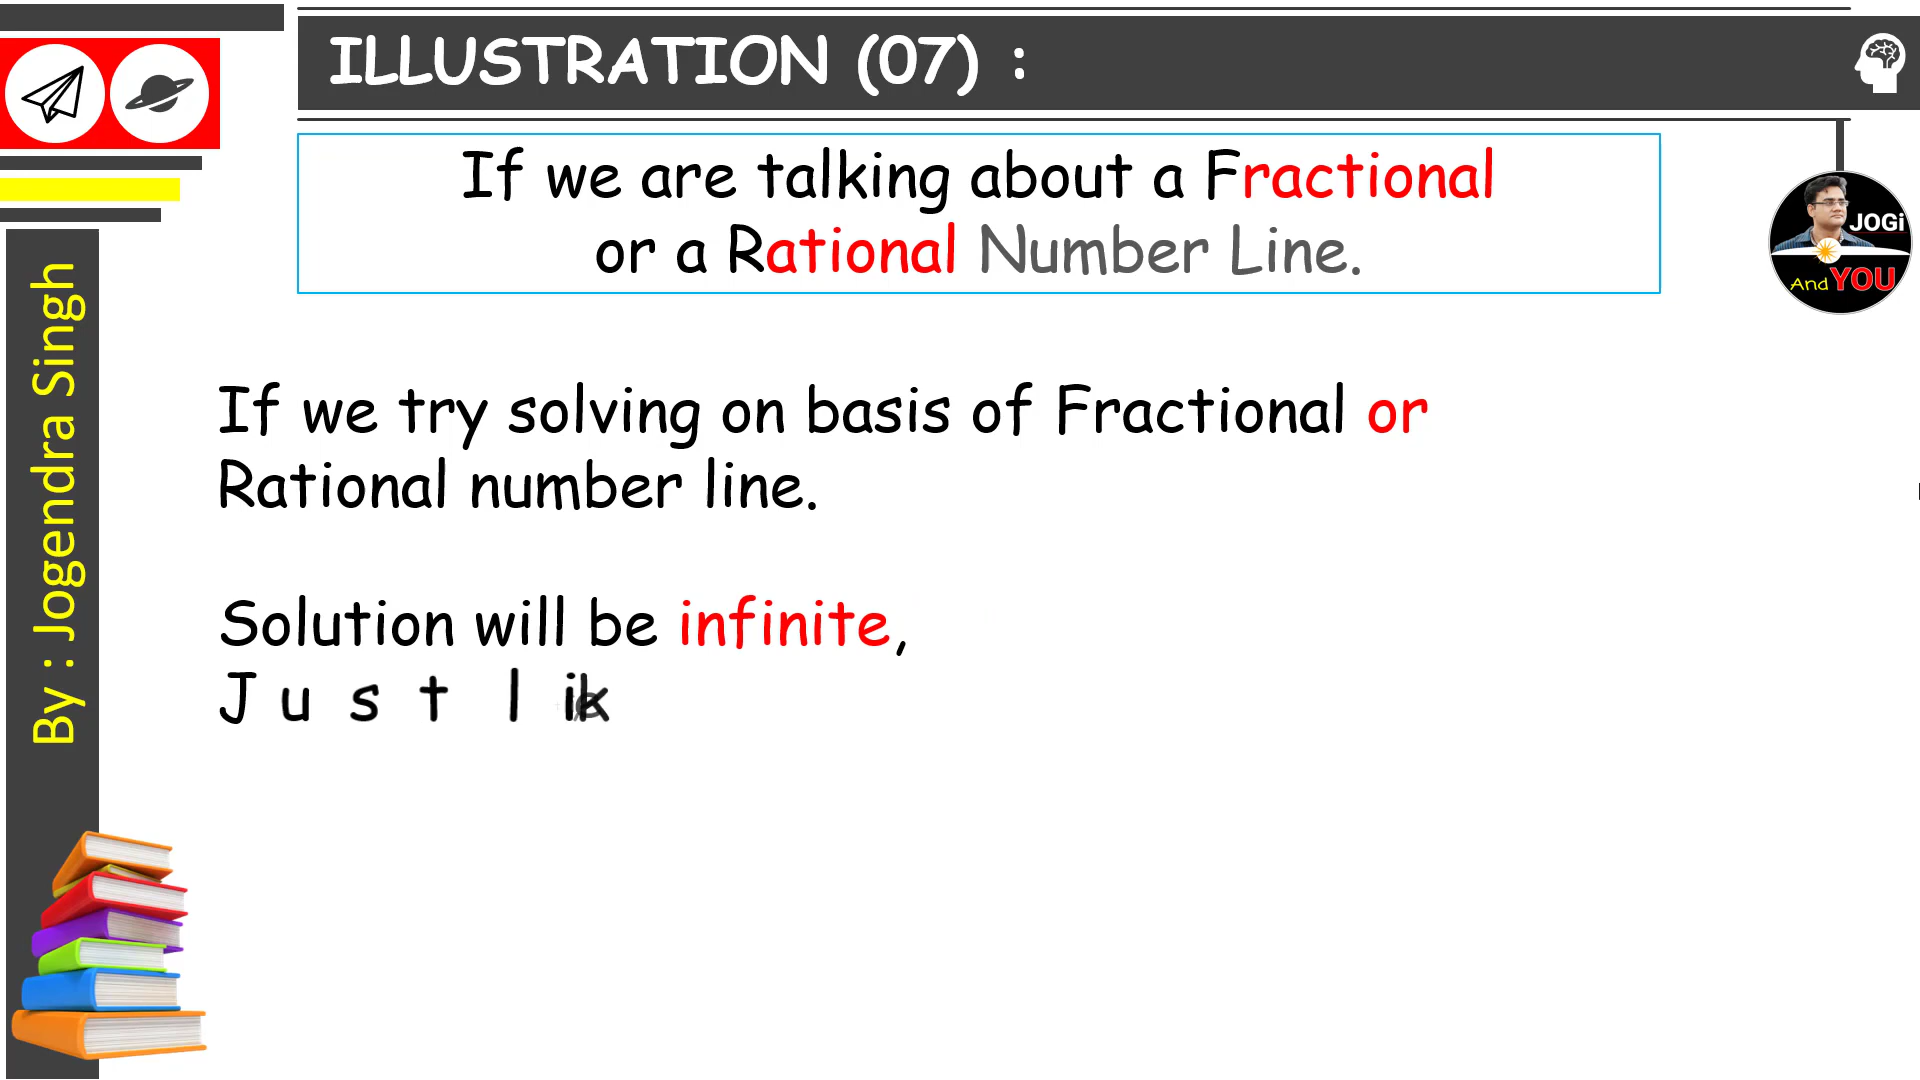 ILLUSTRATION (07) :
If we are talking about a Fractional
or a Rational Number Line.
JOGi
And YOU
By : Jogendra Singh
If we try solving on basis of Fractional or
Rational number line.
Solution will be infinite,
Just